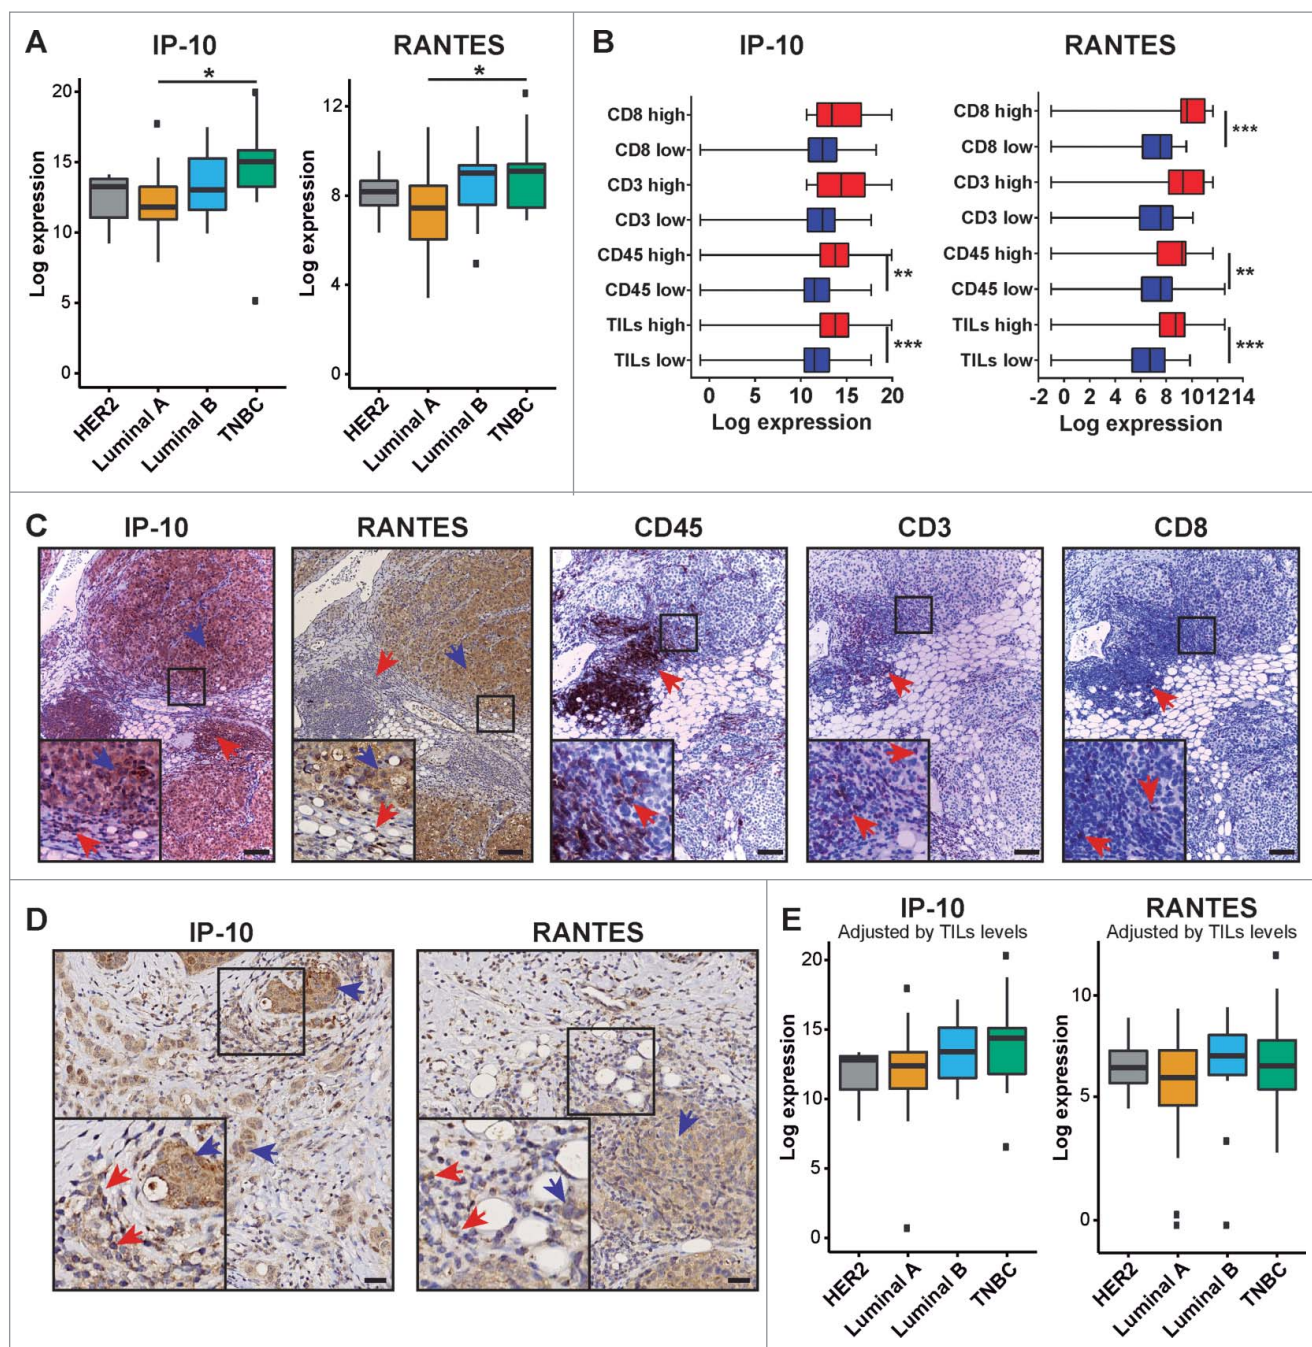 A
IP-10
RANTES
Log expression
20
15
10
5
0
*
HER2
Luminal A
Luminal B
TNBC
Log expression
12
8
4
0
*
HER2
Luminal A
Luminal B
TNBC
B
IP-10
RANTES
CD8 high
CD8 low
CD3 high
CD3 low
CD45 high
CD45 low
TILs high
TILs low
**
***
0 5 10 15 20
Log expression
CD8 high
CD8 low
CD3 high
CD3 low
CD45 high
CD45 low
TILs high
TILs low
***
**
***
-2 0 2 4 6 8 10 12 14
Log expression
C
IP-10
RANTES
CD45
CD3
CD8
D
IP-10
RANTES
E
IP-10
Adjusted by TILs levels
RANTES
Adjusted by TILs levels
Log expression
20
15
10
5
0
HER2
Luminal A
Luminal B
TNBC
Log expression
10
5
0
HER2
Luminal A
Luminal B
TNBC